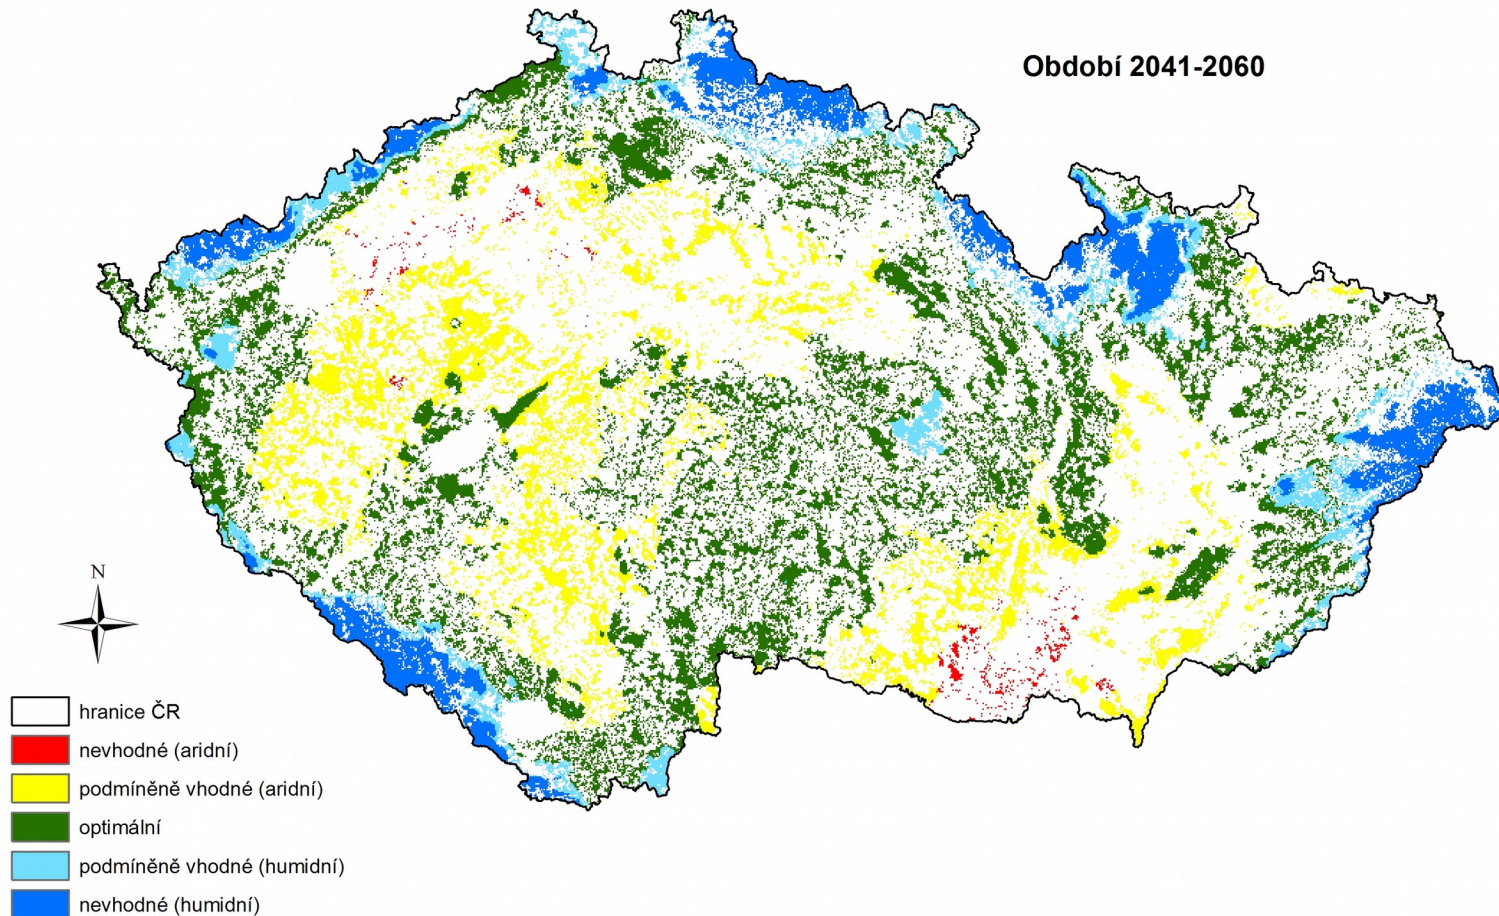 Období 2041-2060
N
hranice ČR
nevhodné (aridní)
podmíněně vhodné (aridní)
optimální
podmíněně vhodné (humidní)
nevhodné (humidní)